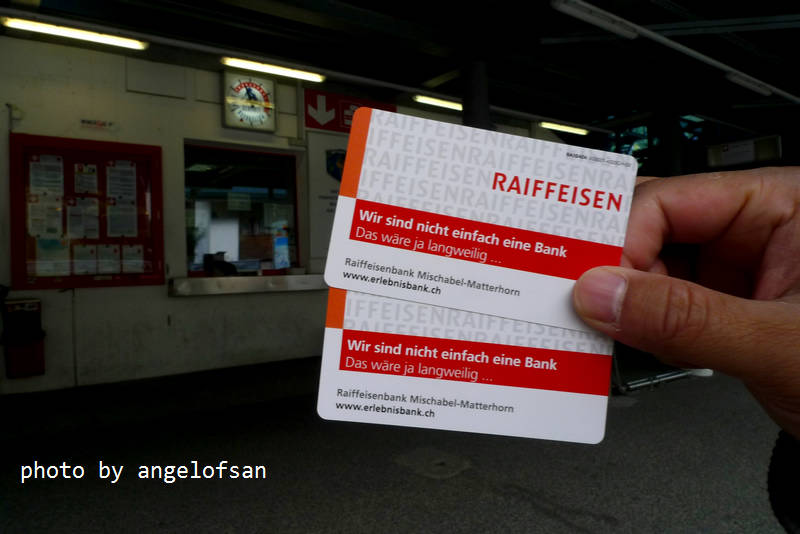 RAIFFEISENRAIFFEISEN
RAIFFEISEN
Wir sind nicht einfach eine Bank
Das wäre ja langweilig ...
Raiffeisenbank Mischabel-Matterhorn
www.erlebnisbank.ch
IFFEISENRAIFFEISENRAIFFEISEN
Wir sind nicht einfach eine Bank
Das wäre ja langweilig ...
Raiffeisenbank Mischabel-Matterhorn
www.erlebnisbank.ch
photo by angelofsan